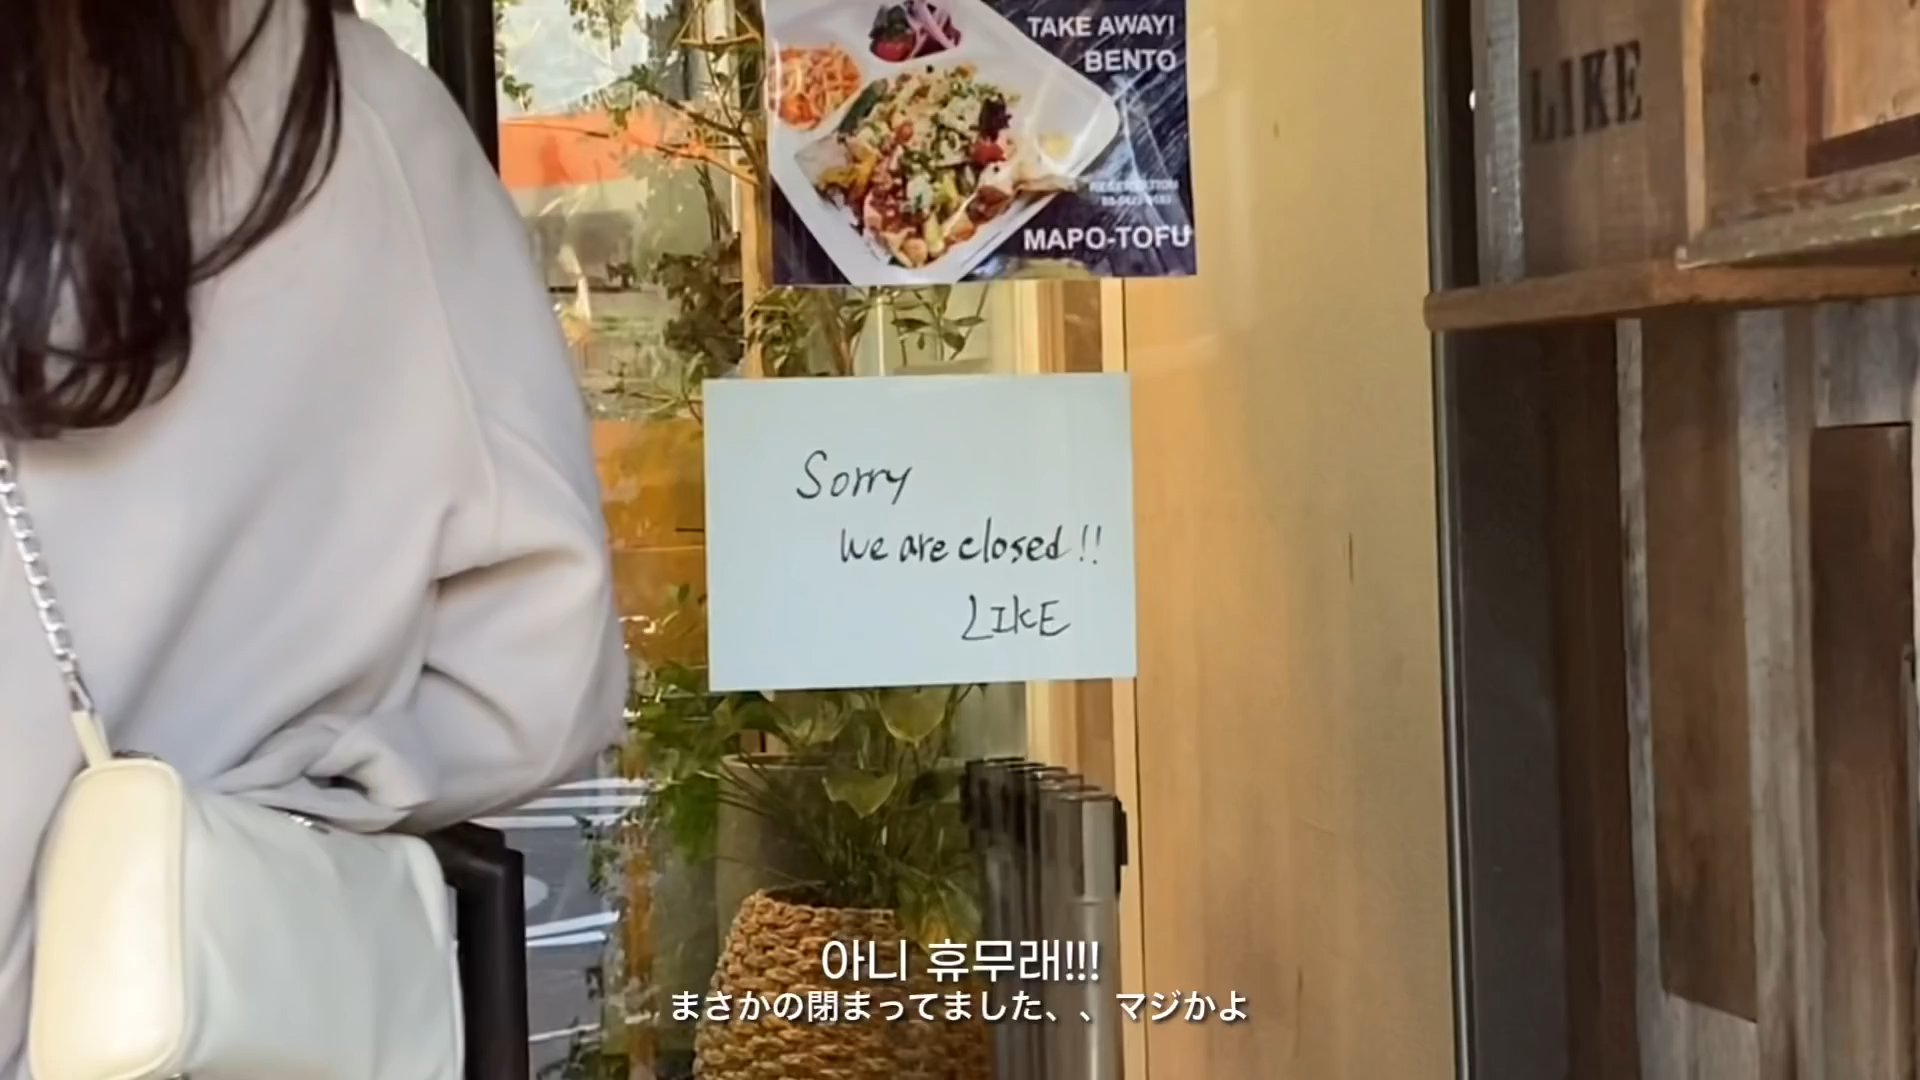 TAKE AWAY!
BENTO
RESERVATION
MAPO-TOFU
LIKE
Sorry
we are closed!!
LIKE
아니 휴무래!!!
まさかの閉まってました、、マジかよ